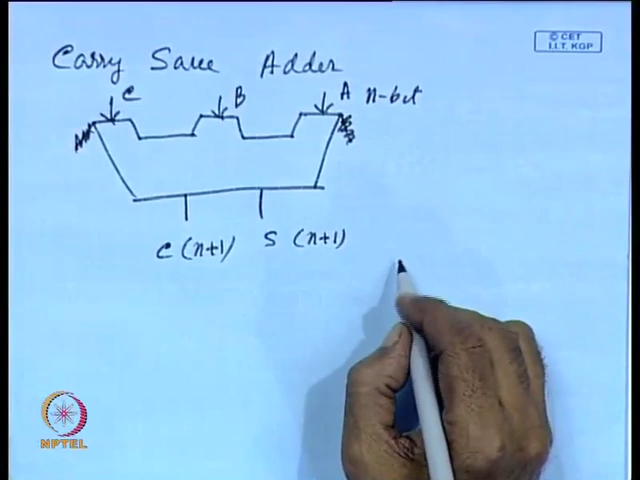 © CET
I.I.T. KGP
Carry Save Adder
C B A n-bit
C (n+1) S (n+1)
NPTEL